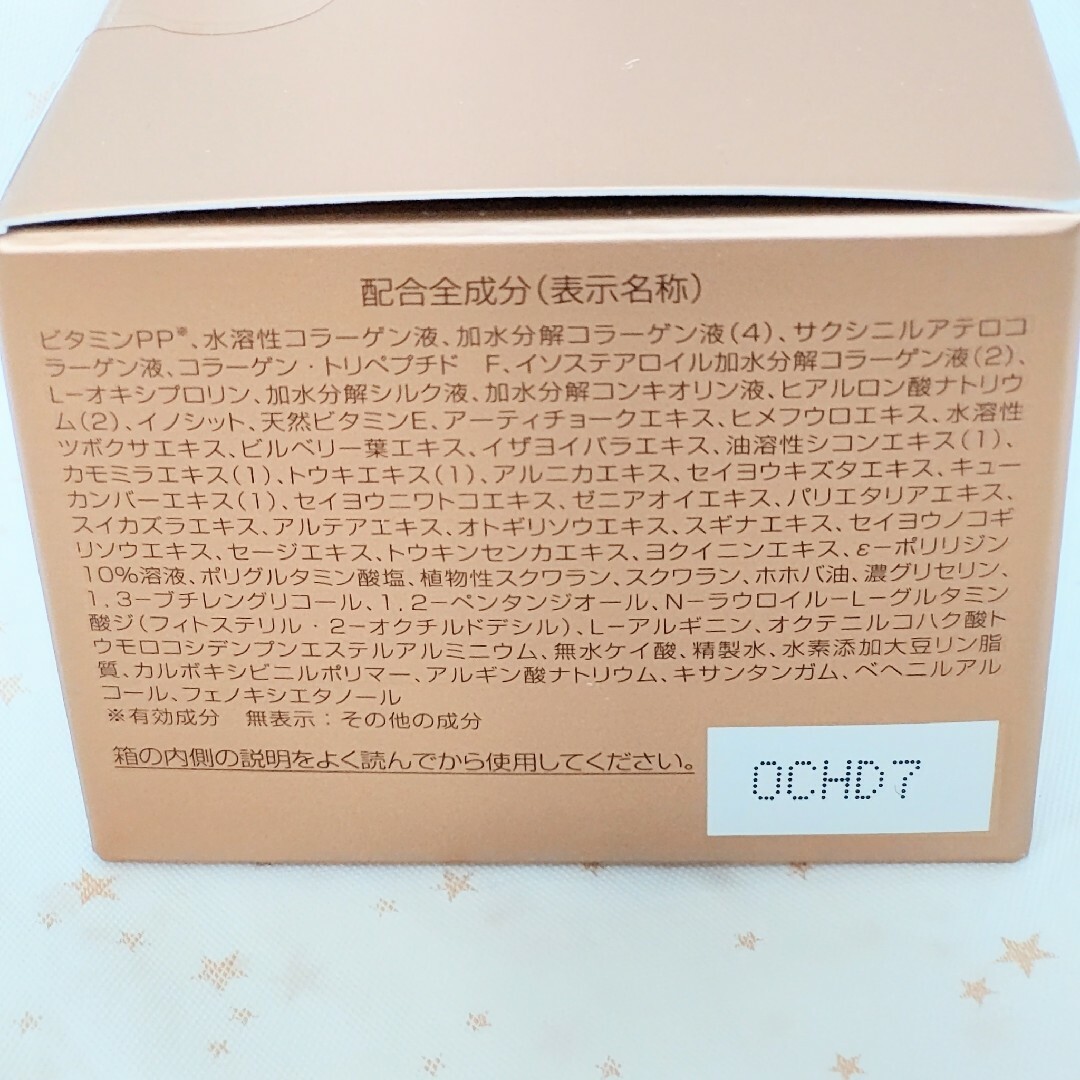 配合全成分(表示名称)
ビタミンPP※、水溶性コラーゲン液、加水分解コラーゲン液(4)、サクシニルアテロコ
ラーゲン液、コラーゲン・トリペプチド F、イソステアロイル加水分解コラーゲン液(2)、
L-オキシプロリン、加水分解シルク液、加水分解コンキオリン液、ヒアルロン酸ナトリウ
ム(2)、イノシット、天然ビタミンE、アーティチョークエキス、ヒメフウロエキス、水溶性
ツボクサエキス、ビルベリー葉エキス、イザヨイバラエキス、油溶性シコンエキス(1)、
カモミラエキス(1)、トウキエキス(1)、アルニカエキス、セイヨウキズタエキス、キュー
カンバーエキス(1)、セイヨウニワトコエキス、ゼニアオイエキス、パリエタリアエキス、
スイカズラエキス、アルテアエキス、オトギリソウエキス、スギナエキス、セイヨウノコギ
リソウエキス、セージエキス、トウキンセンカエキス、ヨクイニンエキス、ε-ポリリジン
10%溶液、ポリグルタミン酸塩、植物性スクワラン、スクワラン、ホホバ油、濃グリセリン、
1,3-ブチレングリコール、1,2-ペンタンジオール、N-ラウロイル-L-グルタミン
酸ジ(フィトステリル・2-オクチルドデシル)、L-アルギニン、オクテニルコハク酸ト
ウモロコシデンプンエステルアルミニウム、無水ケイ酸、精製水、水素添加大豆リン脂
質、カルボキシビニルポリマー、アルギン酸ナトリウム、キサンタンガム、ベヘニルアル
コール、フェノキシエタノール
※有効成分 無表示:その他の成分
箱の内側の説明をよく読んでから使用してください。
OCHD7